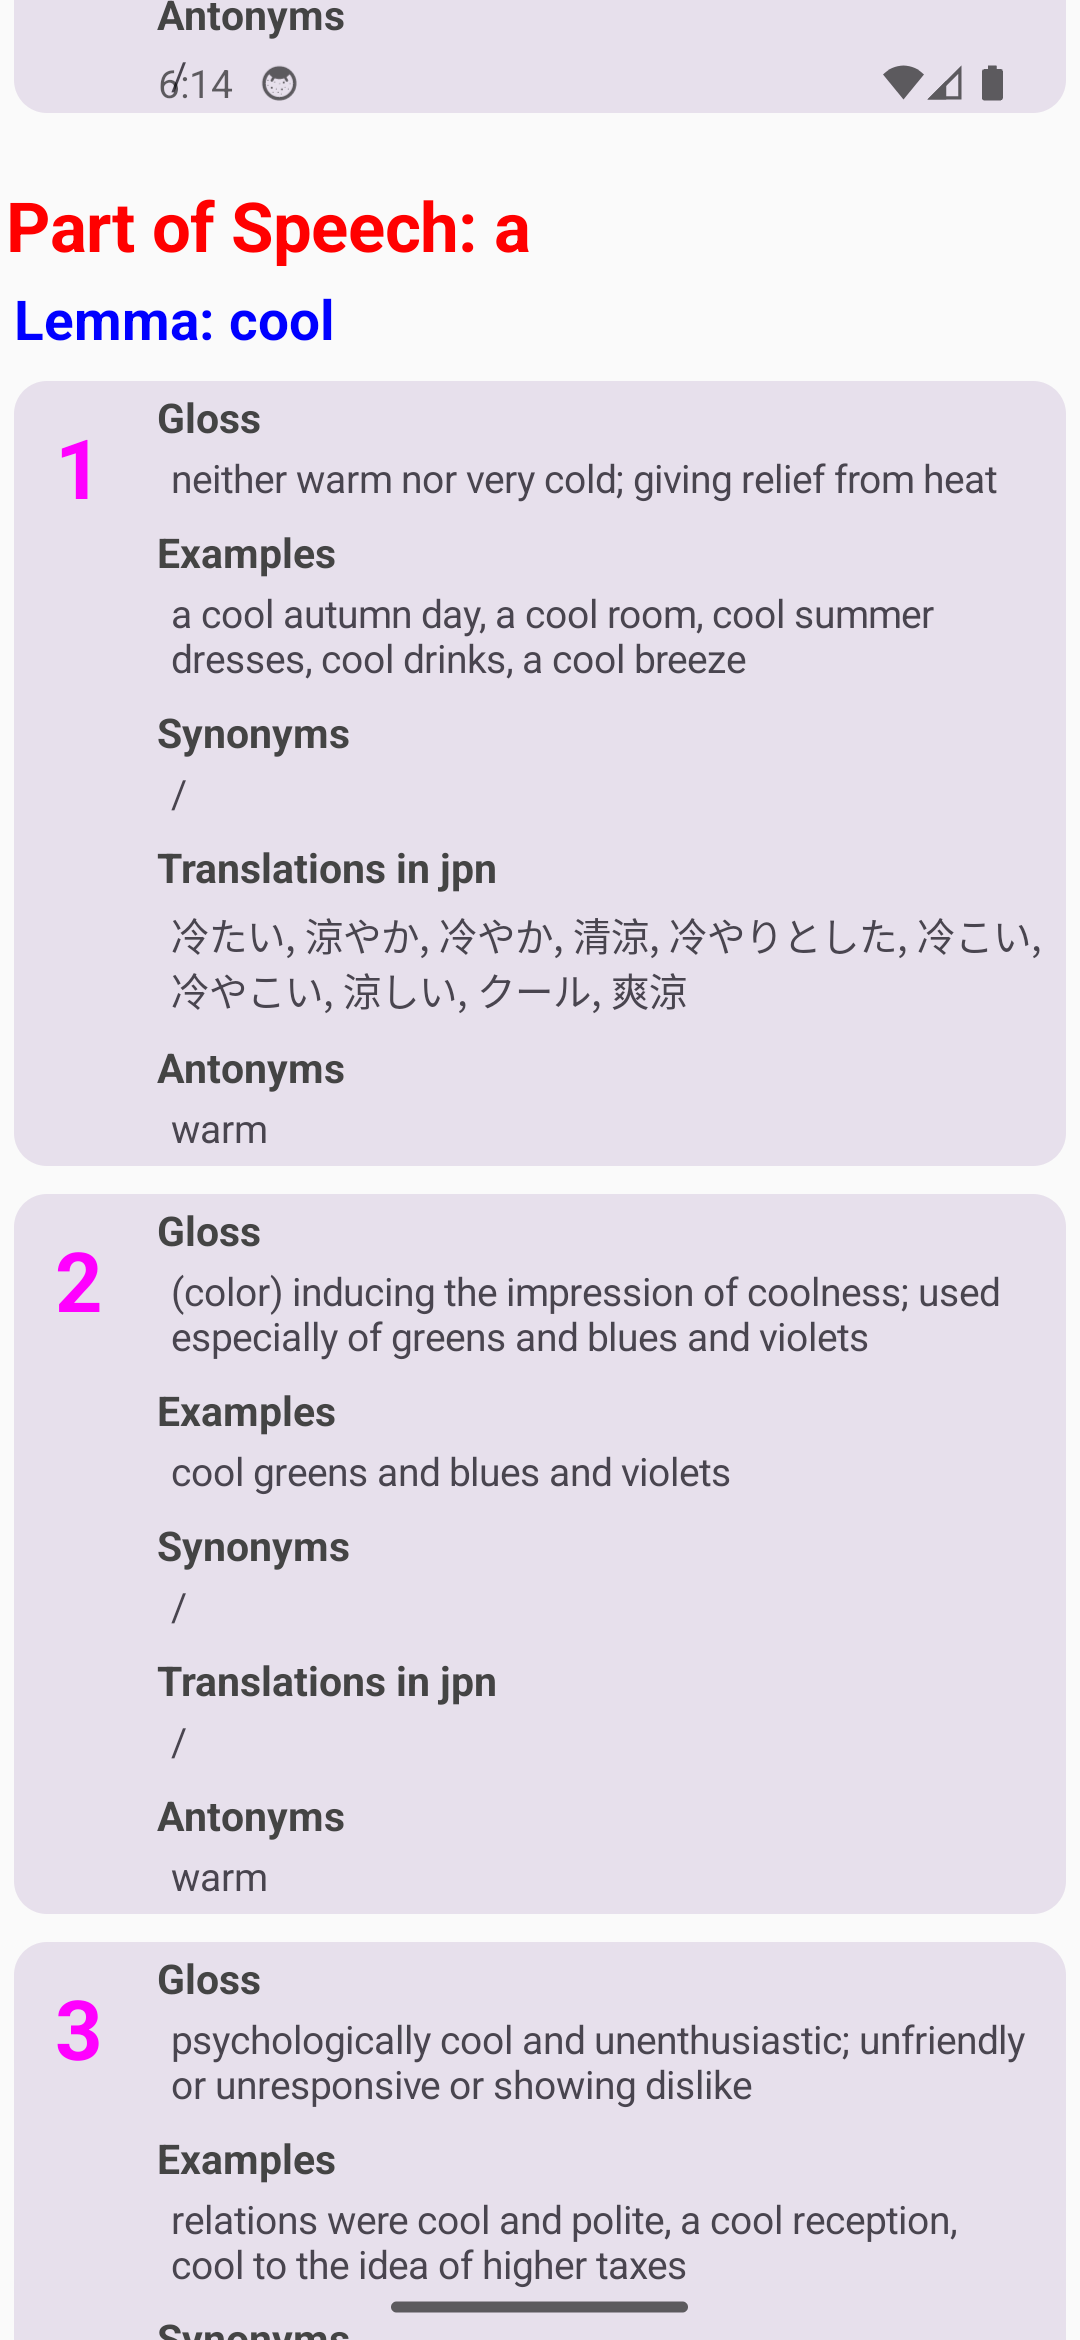 Antonyms
/
6:14
Part of Speech: a
Lemma: cool
1
Gloss
neither warm nor very cold; giving relief from heat
Examples
a cool autumn day, a cool room, cool summer
dresses, cool drinks, a cool breeze
Synonyms
/
Translations in jpn
冷たい, 涼やか, 冷やか, 清涼, 冷やりとした, 冷こい,
冷やこい, 涼しい, クール, 爽涼
Antonyms
warm
2
Gloss
(color) inducing the impression of coolness; used
especially of greens and blues and violets
Examples
cool greens and blues and violets
Synonyms
/
Translations in jpn
/
Antonyms
warm
3
Gloss
psychologically cool and unenthusiastic; unfriendly
or unresponsive or showing dislike
Examples
relations were cool and polite, a cool reception,
cool to the idea of higher taxes
Synonyms